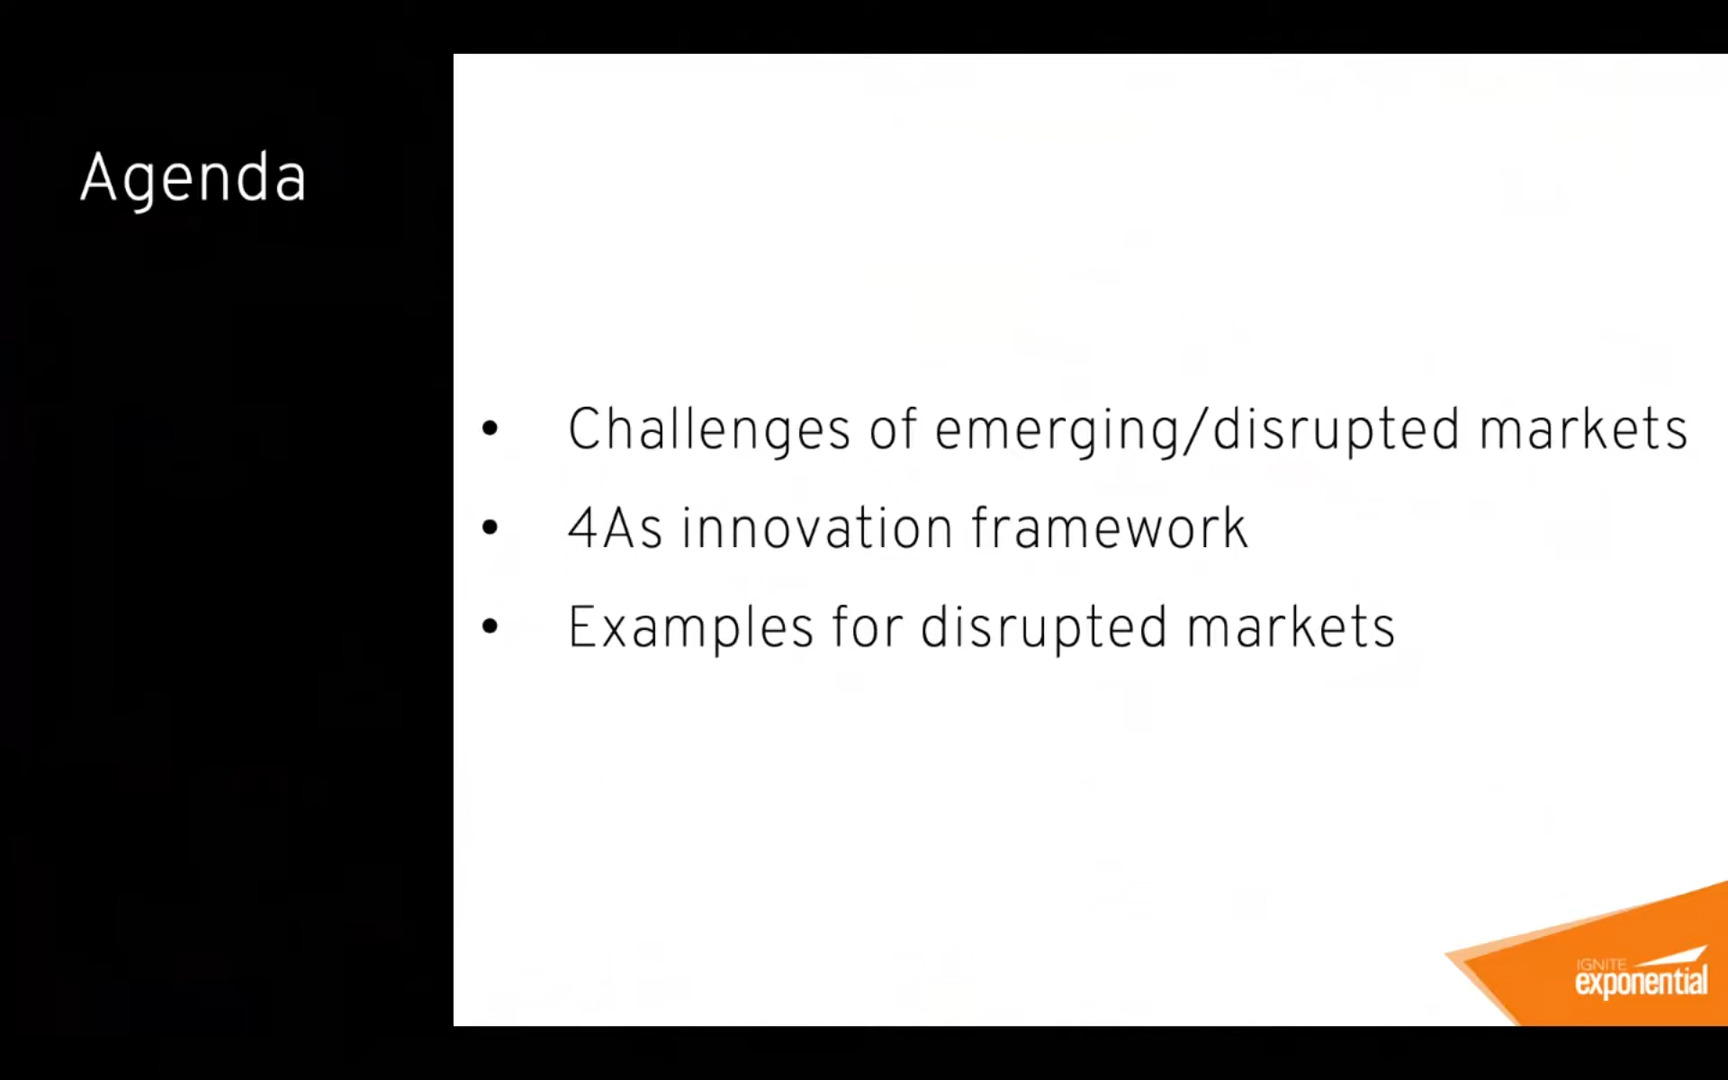 Agenda
• Challenges of emerging/disrupted markets
• 4As innovation framework
• Examples for disrupted markets
IGNITE
exponential